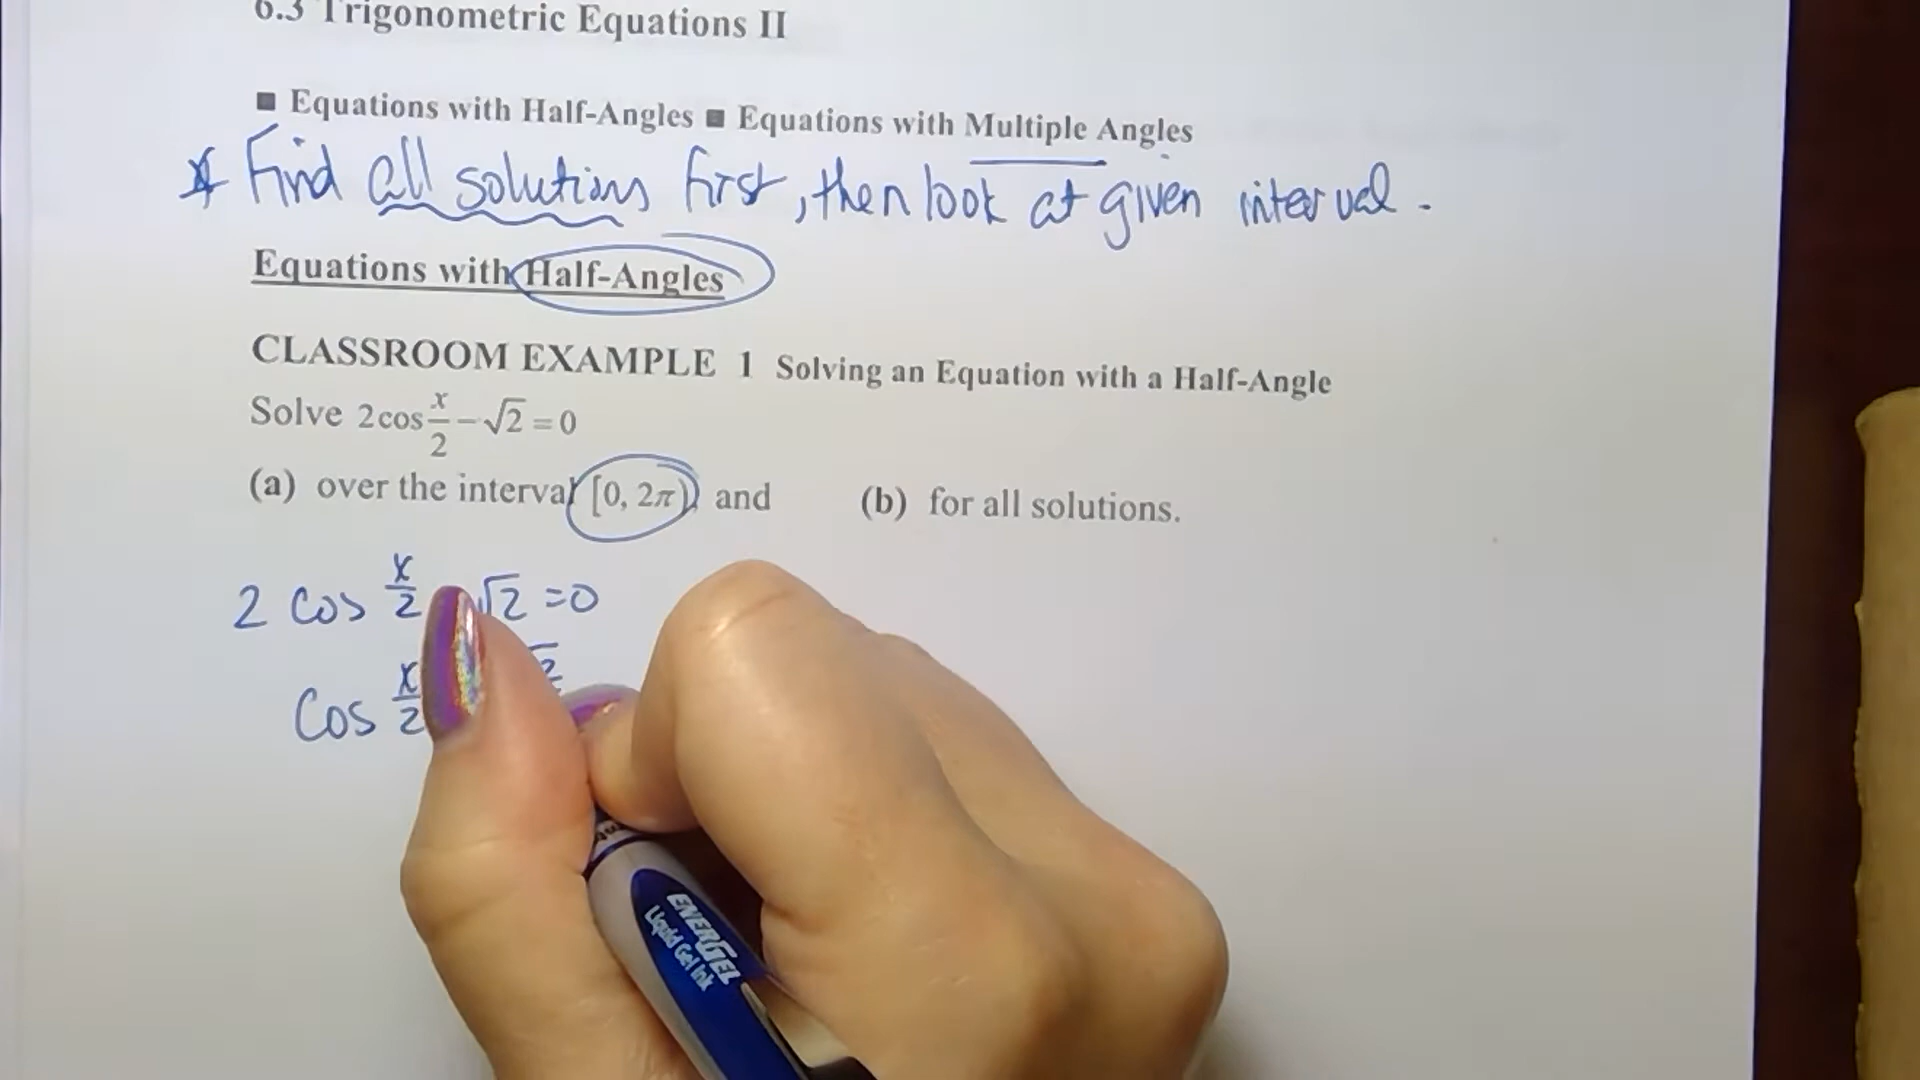 6.3 Trigonometric Equations II
■ Equations with Half-Angles ■ Equations with Multiple Angles
* Find all solutions first, then look at given interval.
Equations with Half-Angles
CLASSROOM EXAMPLE 1 Solving an Equation with a Half-Angle
Solve 2cos x/2 − √2 = 0
(a) over the interval [0, 2π), and (b) for all solutions.
2 cos x/2 √2 = 0
cos x/2 √2
ENERGEL
Liquid Gel Ink